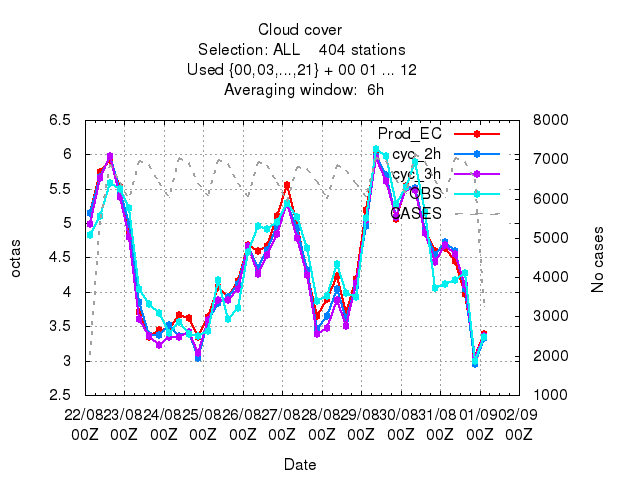 Cloud cover
Selection: ALL 404 stations
Used {00,03,...,21} + 00 01 ... 12
Averaging window: 6h
octas
6.5
6
5.5
5
4.5
4
3.5
3
2.5
Prod_EC
cyc_2h
cyc_3h
OBS
CASES
8000
7000
6000
5000
4000
3000
2000
1000
No cases
22/08 23/08 24/08 25/08 26/08 27/08 28/08 29/08 30/08 31/08 01/09 02/09
00Z 00Z 00Z 00Z 00Z 00Z 00Z 00Z 00Z 00Z 00Z 00Z
Date